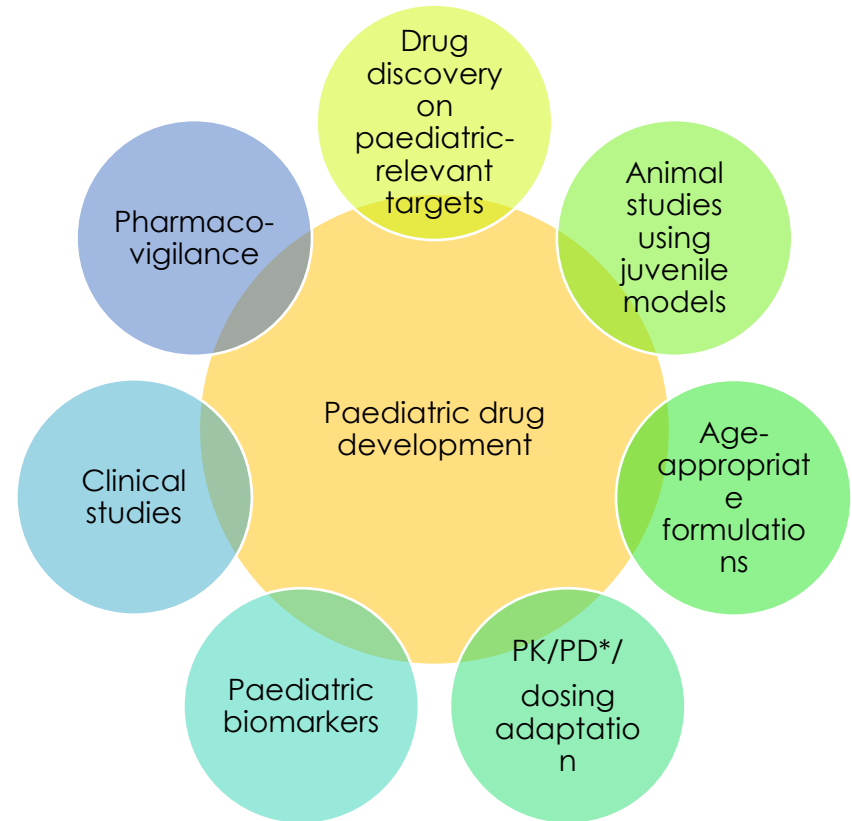 Drug
discovery
on
paediatric-
relevant
targets
Animal
studies
using
juvenile
models
Age-
appropriat
e
formulatio
ns
PK/PD*/
dosing
adaptatio
n
Paediatric
biomarkers
Clinical
studies
Pharmaco-
vigilance
Paediatric drug
development